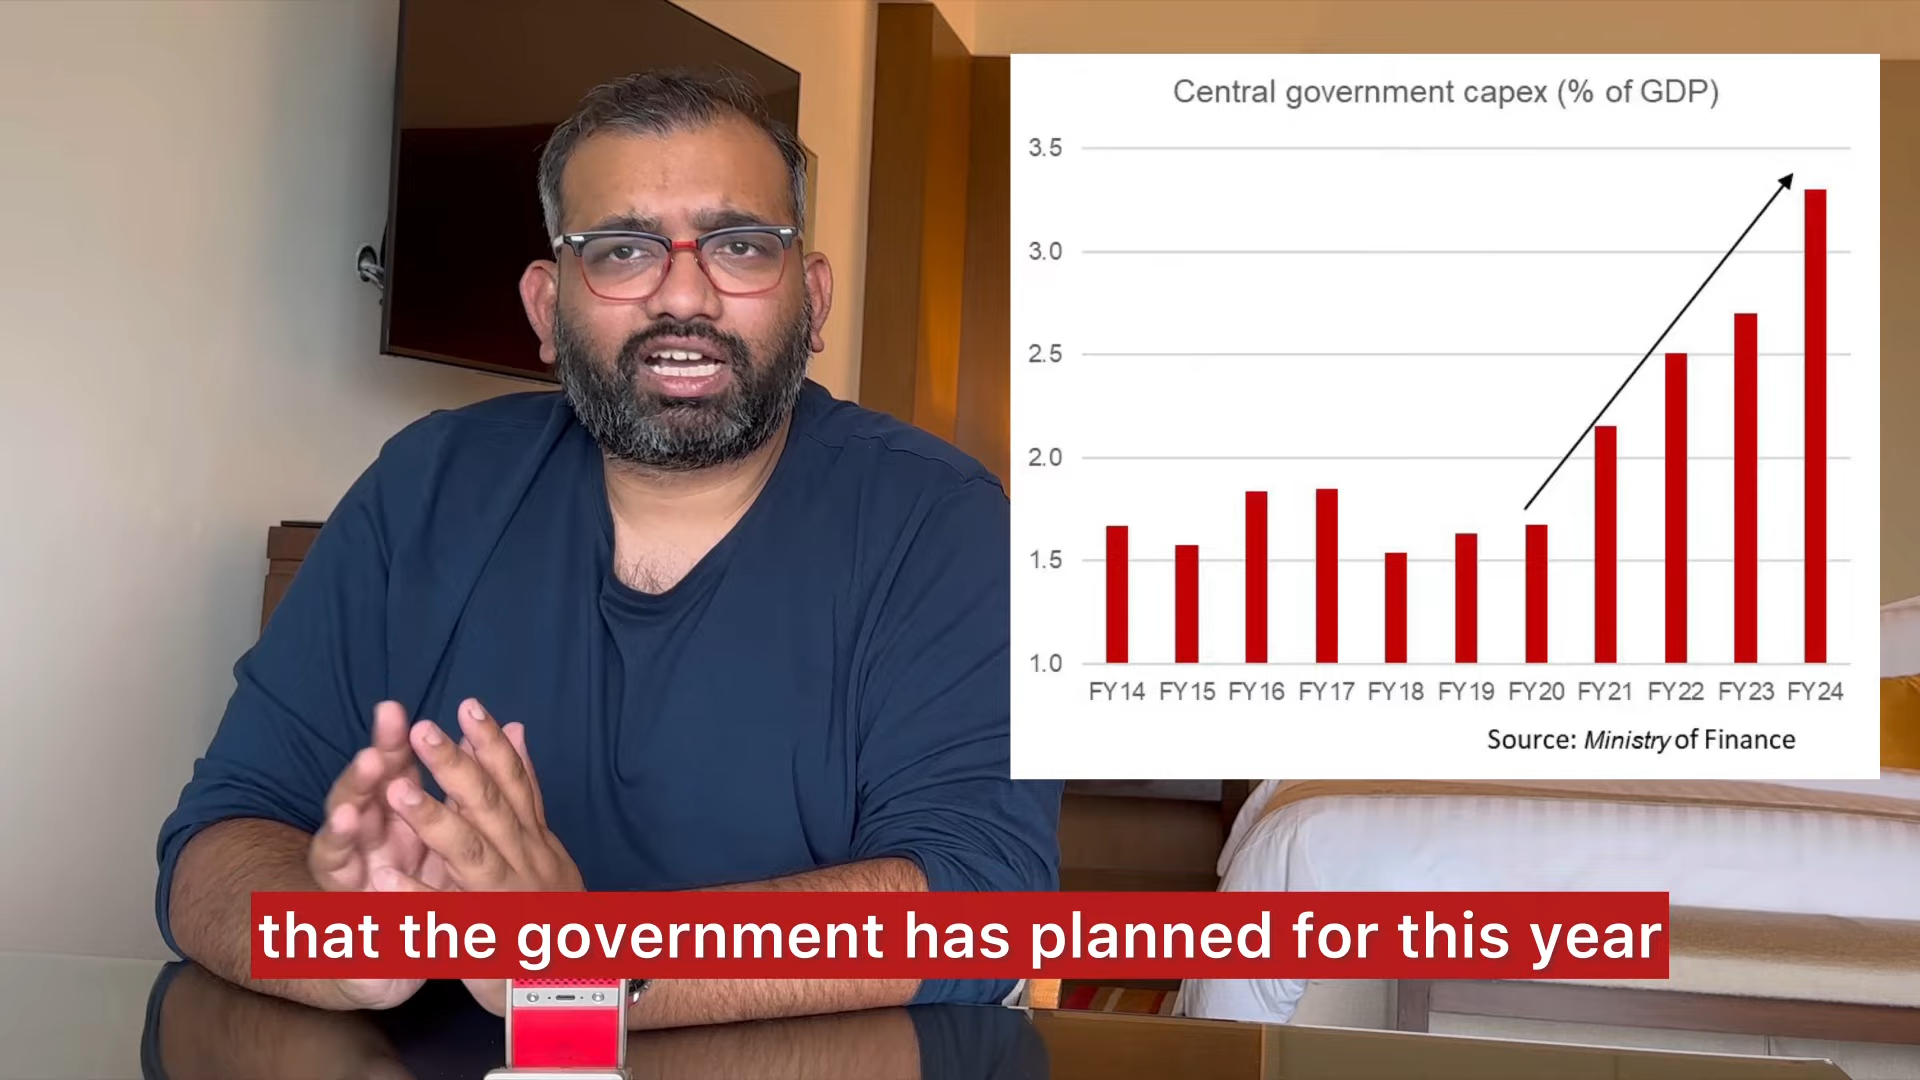 Central government capex (% of GDP)
3.5
3.0
2.5
2.0
1.5
1.0
FY14 FY15 FY16 FY17 FY18 FY19 FY20 FY21 FY22 FY23 FY24
Source: Ministry of Finance
that the government has planned for this year